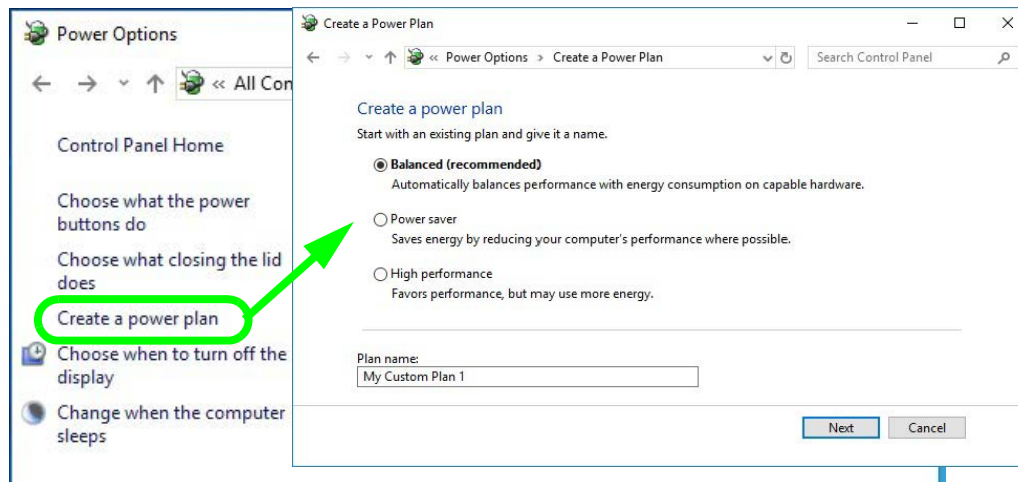 Power Options
« All Con
Control Panel Home
Choose what the power
buttons do
Choose what closing the lid
does
Create a power plan
Choose when to turn off the
display
Change when the computer
sleeps
Create a Power Plan
« Power Options > Create a Power Plan
Search Control Panel
Create a power plan
Start with an existing plan and give it a name.
Balanced (recommended)
Automatically balances performance with energy consumption on capable hardware.
Power saver
Saves energy by reducing your computer's performance where possible.
High performance
Favors performance, but may use more energy.
Plan name:
My Custom Plan 1
Next Cancel